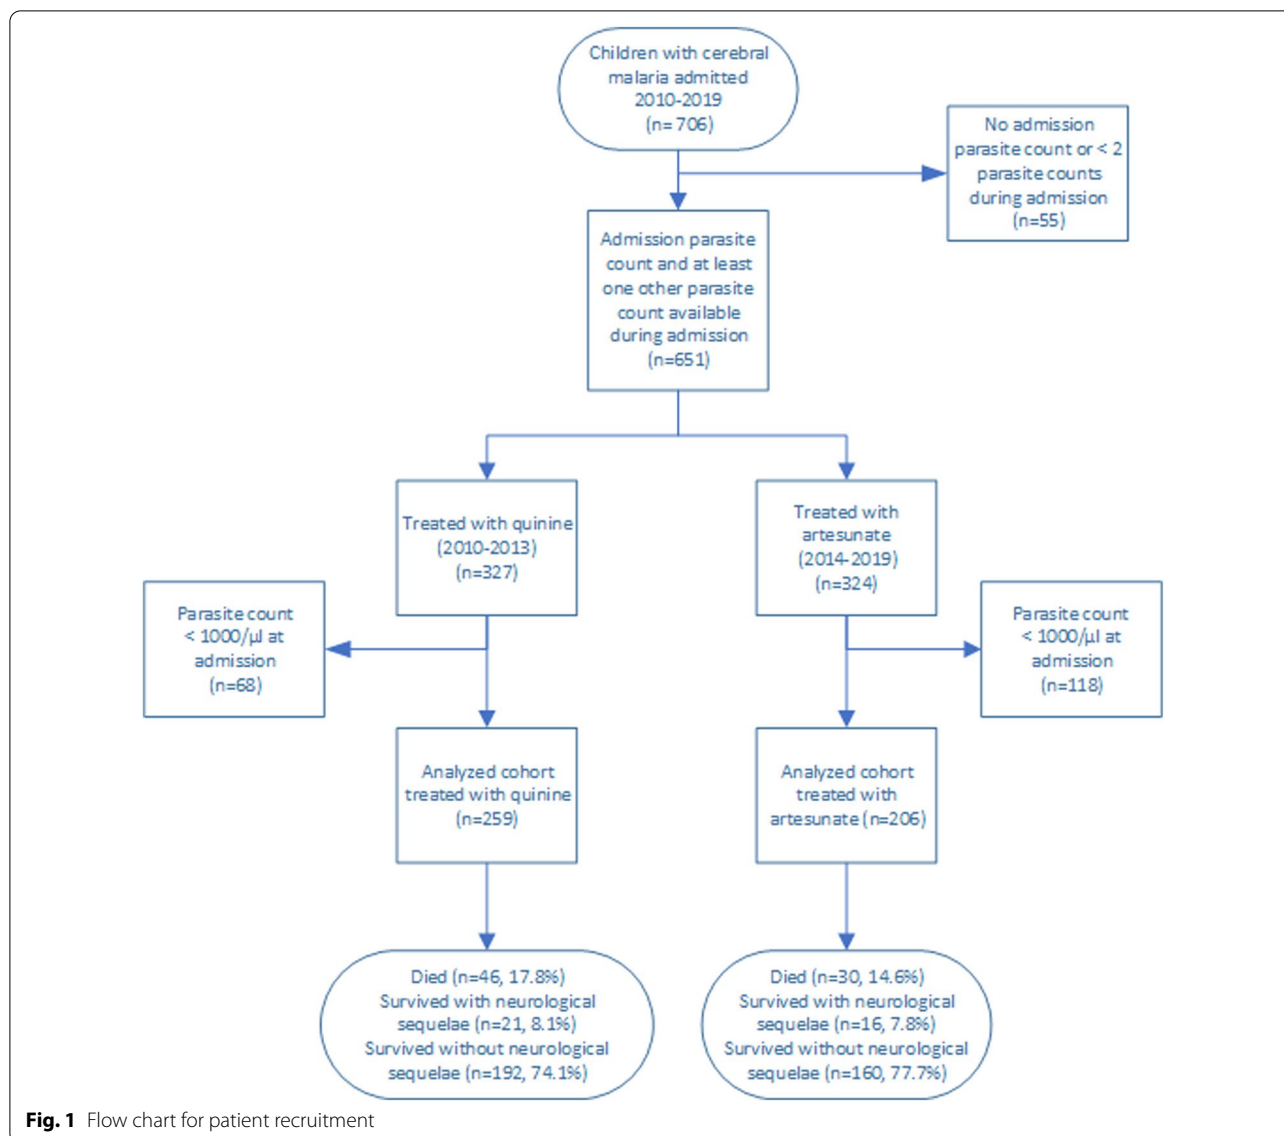 Children with cerebral
malaria admitted
2010-2019
(n= 706)
No admission
parasite count or < 2
parasite counts
during admission
(n=55)
Admission parasite
count and at least
one other parasite
count available
during admission
(n=651)
Treated with quinine
(2010-2013)
(n=327)
Treated with
artesunate
(2014-2019)
(n=324)
Parasite count
< 1000/µl at
admission
(n=68)
Parasite count
< 1000/µl at
admission
(n=118)
Analyzed cohort
treated with quinine
(n=259)
Analyzed cohort
treated with
artesunate (n=206)
Died (n=46, 17.8%)
Survived with neurological
sequelae (n=21, 8.1%)
Survived without neurological
sequelae (n=192, 74.1%)
Died (n=30, 14.6%)
Survived with neurological
sequelae (n=16, 7.8%)
Survived without neurological
sequelae (n=160, 77.7%)
Fig. 1 Flow chart for patient recruitment